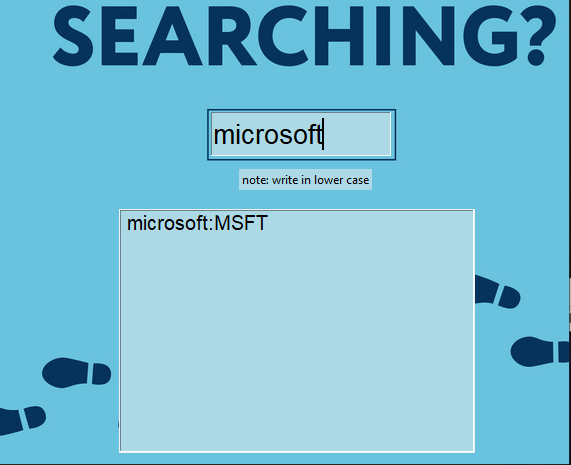 SEARCHING?
microsoft
note: write in lower case
microsoft:MSFT